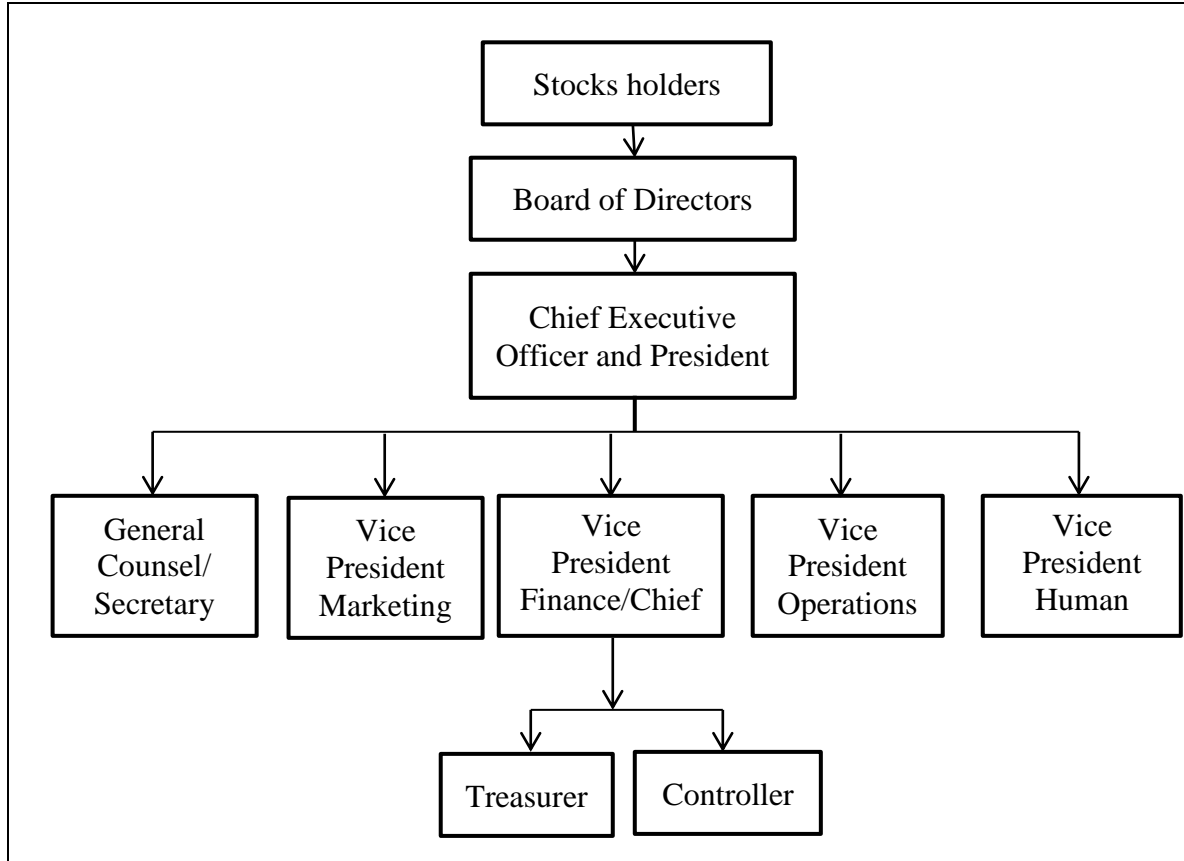 Stocks holders
Board of Directors
Chief Executive
Officer and President
General
Counsel/
Secretary
Vice
President
Marketing
Vice
President
Finance/Chief
Vice
President
Operations
Vice
President
Human
Treasurer
Controller